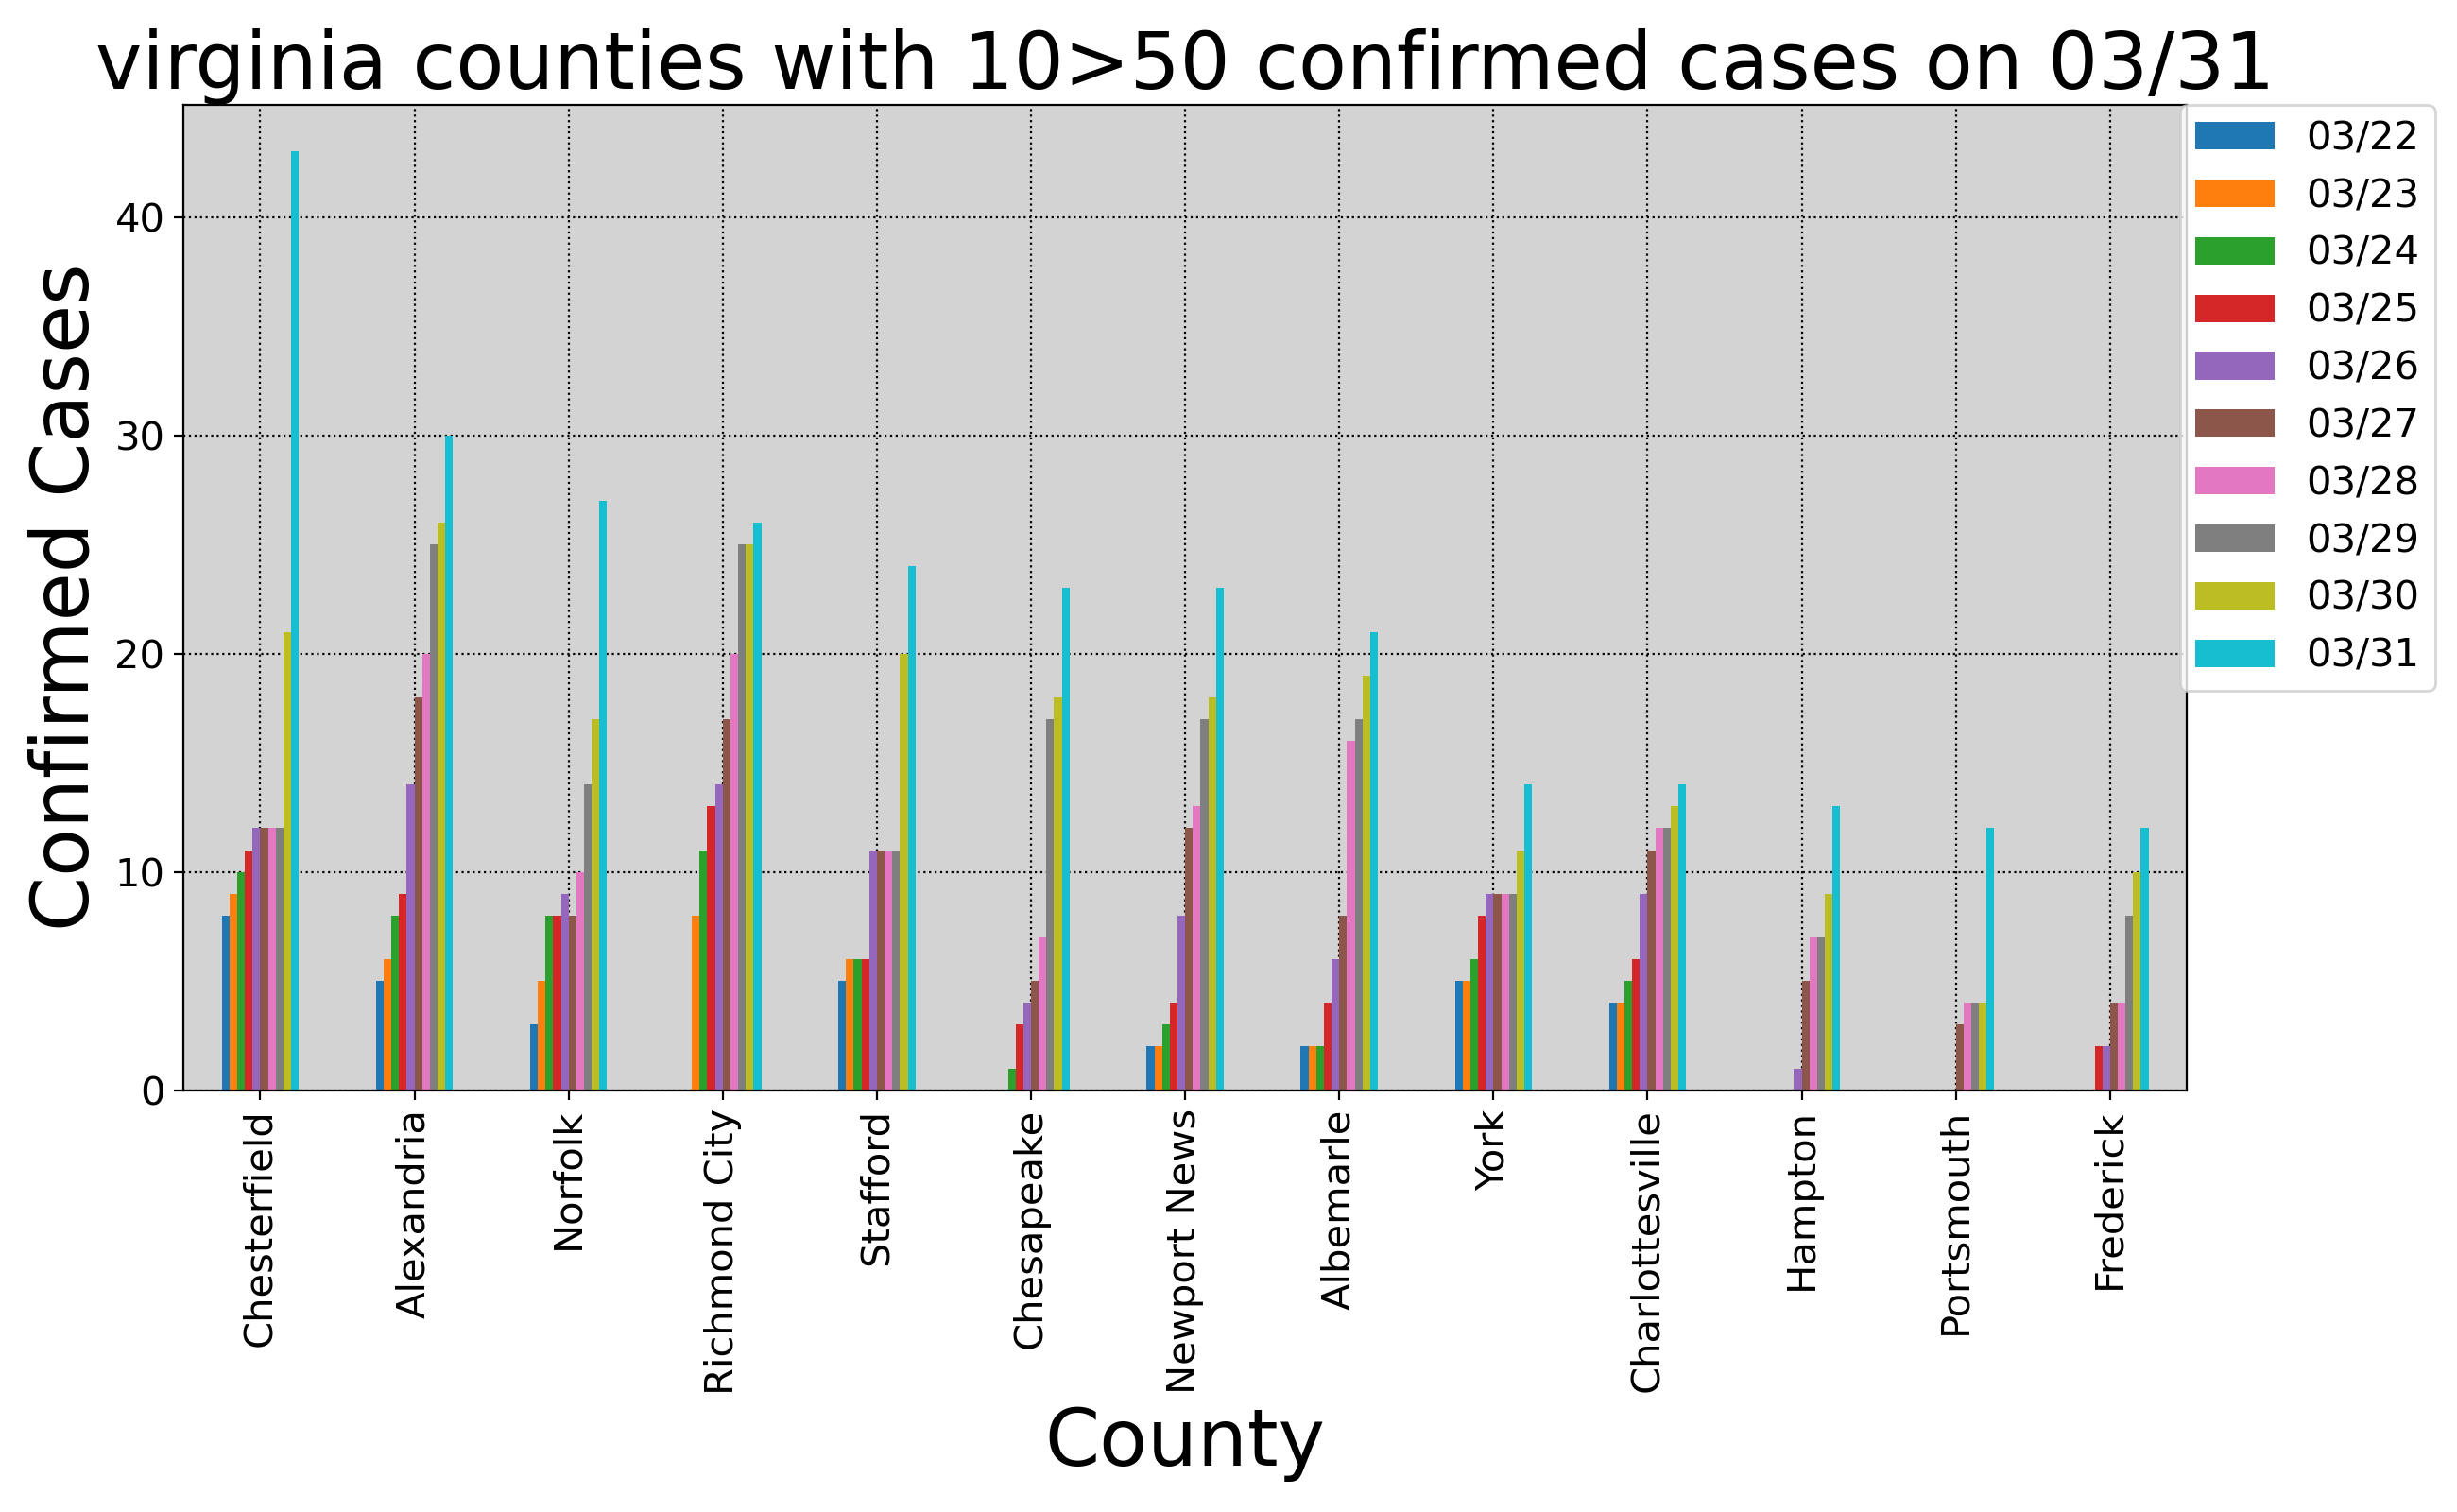 virginia counties with 10>50 confirmed cases on 03/31
Confirmed Cases
40
30
20
10
0
03/22
03/23
03/24
03/25
03/26
03/27
03/28
03/29
03/30
03/31
Chesterfield
Alexandria
Norfolk
Richmond City
Stafford
Chesapeake
Newport News
Albemarle
York
Charlottesville
Hampton
Portsmouth
Frederick
County